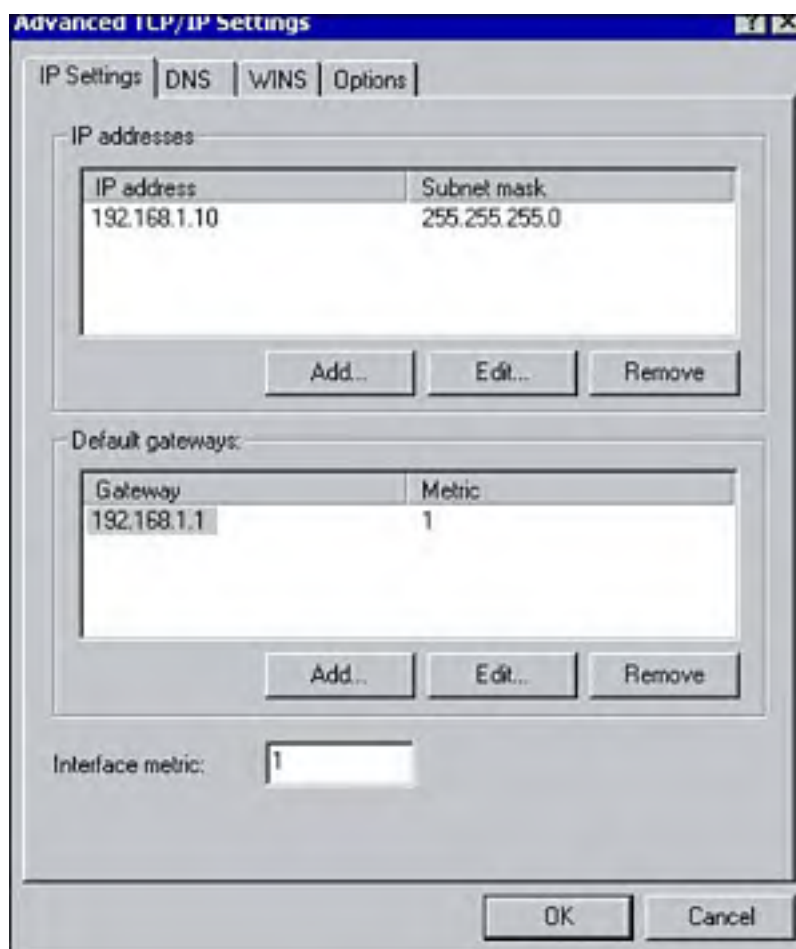 Advanced TCP/IP Settings
IP Settings DNS WINS Options
IP addresses
IP address Subnet mask
192.168.1.10 255.255.255.0
Add... Edit... Remove
Default gateways:
Gateway Metric
192.168.1.1 1
Add... Edit... Remove
Interface metric: 1
OK Cancel